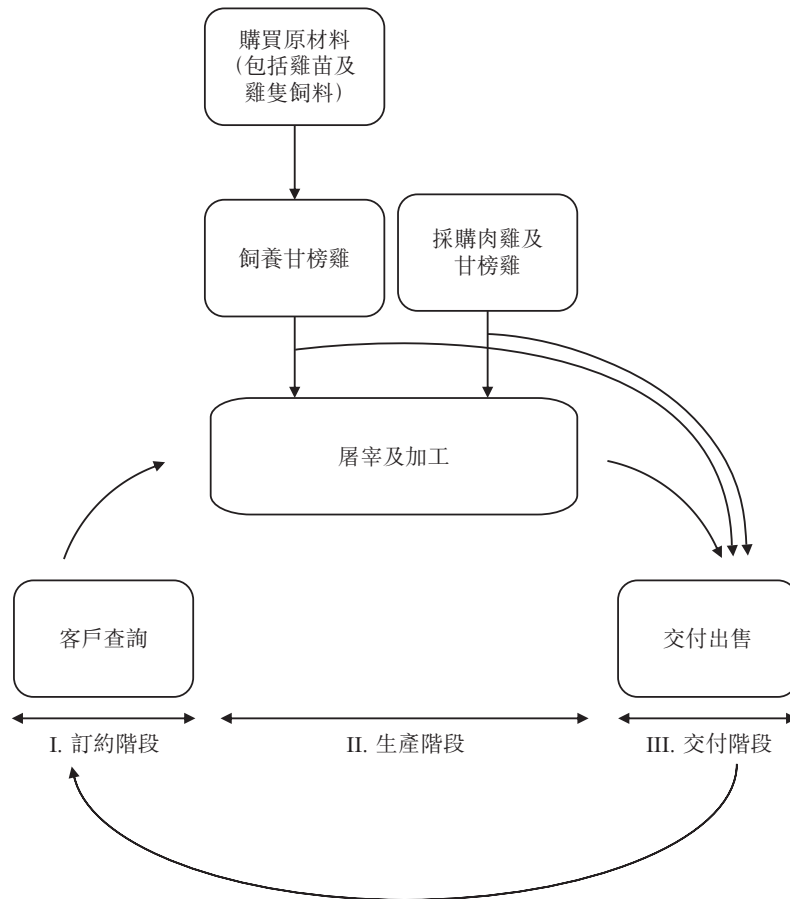 購買原材料
（包括雞苗及
雞隻飼料）
飼養甘榜雞
採購肉雞及
甘榜雞
屠宰及加工
客戶查詢
交付出售
I. 訂約階段
II. 生產階段
III. 交付階段